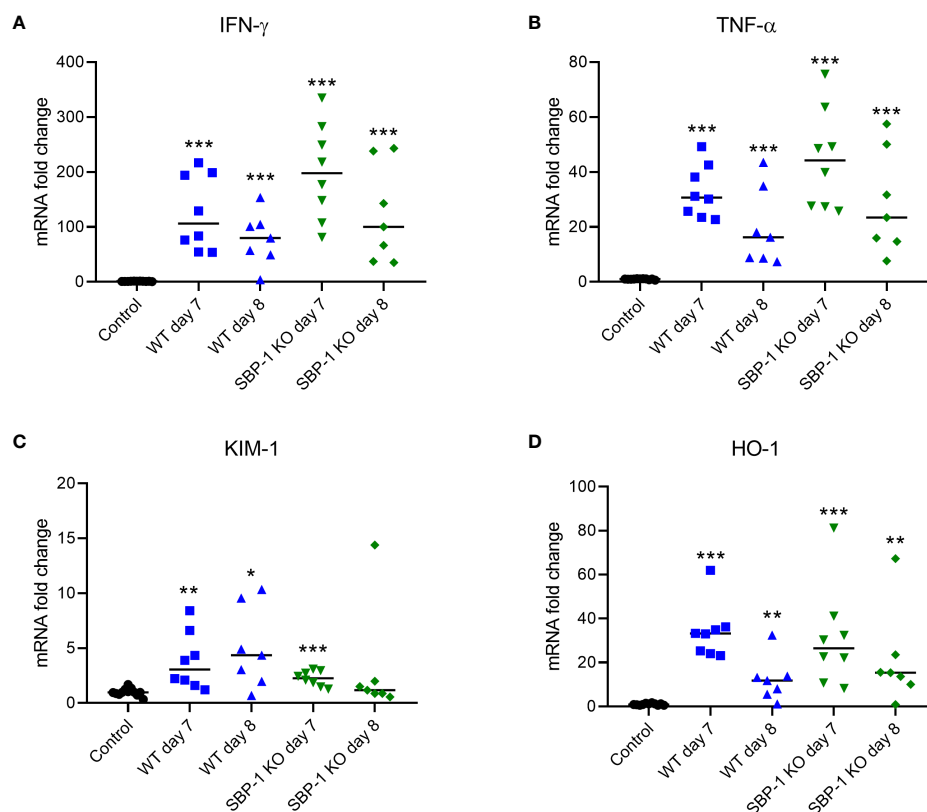 A
IFN-γ
mRNA fold change
400
300
200
100
0
***
***
***
***
Control
WT day 7
WT day 8
SBP-1 KO day 7
SBP-1 KO day 8
B
TNF-α
mRNA fold change
80
60
40
20
0
***
***
***
***
Control
WT day 7
WT day 8
SBP-1 KO day 7
SBP-1 KO day 8
C
KIM-1
mRNA fold change
20
15
10
5
0
**
*
***
Control
WT day 7
WT day 8
SBP-1 KO day 7
SBP-1 KO day 8
D
HO-1
mRNA fold change
100
80
60
40
20
0
***
**
***
**
Control
WT day 7
WT day 8
SBP-1 KO day 7
SBP-1 KO day 8